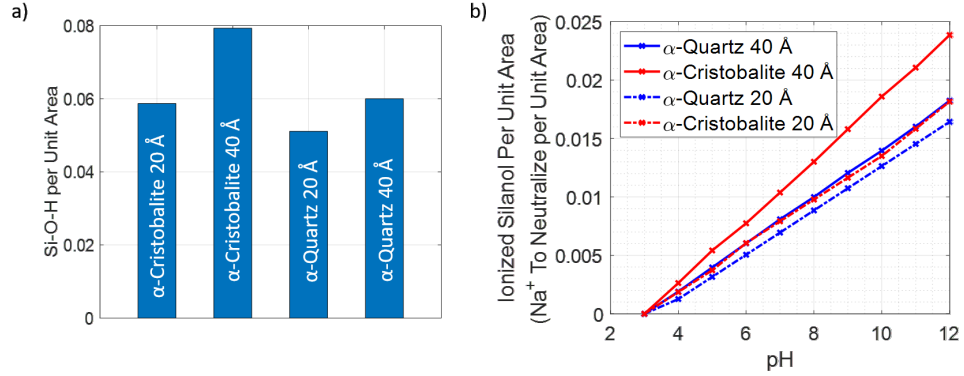 a)
Si-O-H per Unit Area
0.08
0.06
0.04
0.02
0
α-Cristobalite 20 Å
α-Cristobalite 40 Å
α-Quartz 20 Å
α-Quartz 40 Å
b)
Ionized Silanol Per Unit Area
(Na+ To Neutralize per Unit Area)
0.025
0.02
0.015
0.01
0.005
0
α-Quartz 40 Å
α-Cristobalite 40 Å
α-Quartz 20 Å
α-Cristobalite 20 Å
2 4 6 8 10 12
pH